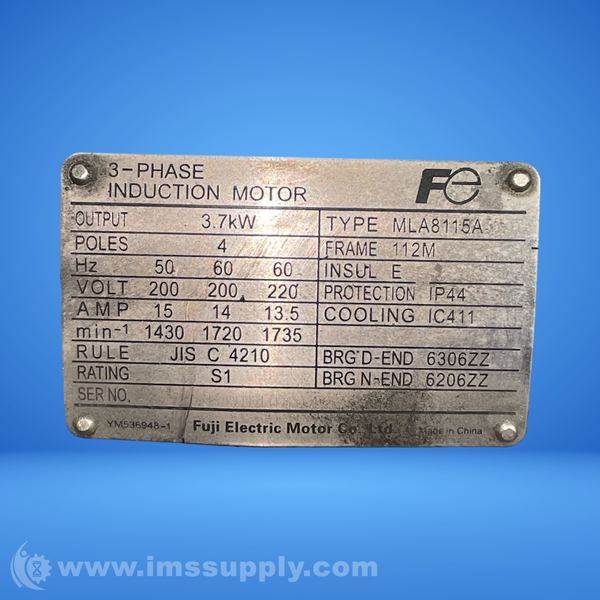 3-PHASE
INDUCTION MOTOR
Fe
OUTPUT 3.7kW
POLES 4
Hz 50 60 60
VOLT 200 200 220
AMP 15 14 13.5
min-1 1430 1720 1735
RULE JIS C 4210
RATING S1
SER NO.
TYPE MLA8115A
FRAME 112M
INSUL E
PROTECTION IP44
COOLING IC411
BRG D-END 6306ZZ
BRG N-END 6206ZZ
YM536948-1 Fuji Electric Motor Co., Ltd. Made in China
www.imssupply.com